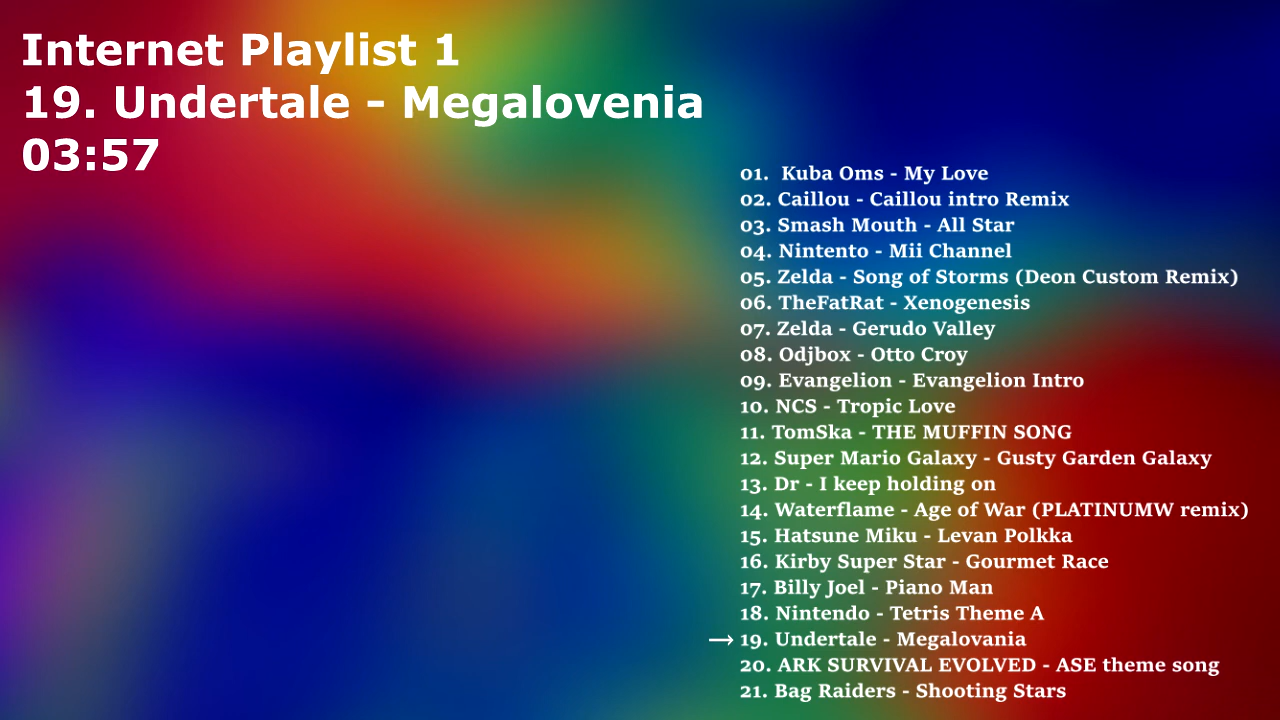 Internet Playlist 1
19. Undertale - Megalovenia
03:57
01. Kuba Oms - My Love
02. Caillou - Caillou intro Remix
03. Smash Mouth - All Star
04. Nintento - Mii Channel
05. Zelda - Song of Storms (Deon Custom Remix)
06. TheFatRat - Xenogenesis
07. Zelda - Gerudo Valley
08. Odjbox - Otto Croy
09. Evangelion - Evangelion Intro
10. NCS - Tropic Love
11. TomSka - THE MUFFIN SONG
12. Super Mario Galaxy - Gusty Garden Galaxy
13. Dr - I keep holding on
14. Waterflame - Age of War (PLATINUMW remix)
15. Hatsune Miku - Levan Polkka
16. Kirby Super Star - Gourmet Race
17. Billy Joel - Piano Man
18. Nintendo - Tetris Theme A
→ 19. Undertale - Megalovania
20. ARK SURVIVAL EVOLVED - ASE theme song
21. Bag Raiders - Shooting Stars